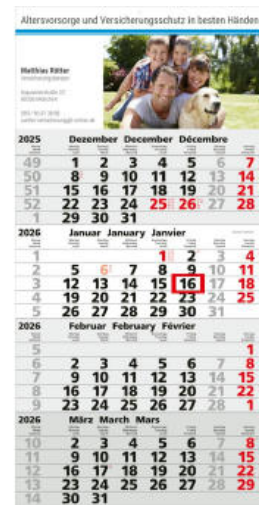 Altersvorsorge und Versicherungsschutz in besten Händen
Matthias Rötter
2025 Dezember December Décembre
49 1 2 3 4 5 6 7
50 8 9 10 11 12 13 14
51 15 16 17 18 19 20 21
52 22 23 24 25 26 27 28
1 29 30 31
2026 Januar January Janvier
1 1 2 3 4
2 5 6 7 8 9 10 11
3 12 13 14 15 16 17 18
4 19 20 21 22 23 24 25
5 26 27 28 29 30 31
2026 Februar February Février
5 1
6 2 3 4 5 6 7 8
7 9 10 11 12 13 14 15
8 16 17 18 19 20 21 22
9 23 24 25 26 27 28 1
2026 März March Mars
10 2 3 4 5 6 7 8
11 9 10 11 12 13 14 15
12 16 17 18 19 20 21 22
13 23 24 25 26 27 28 29
14 30 31